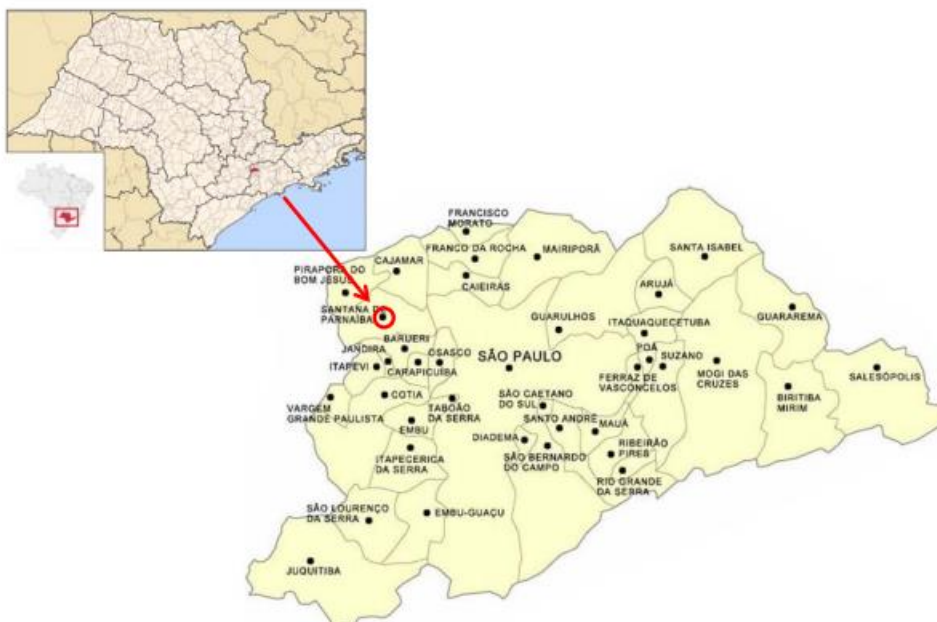 FRANCISCO
MORATO
FRANCO DA ROCHA
MAIRIPORÃ
SANTA ISABEL
CAJAMAR
PIRAPORA DO
BOM JESUS
CAIEIRAS
ARUJÁ
SANTANA DE
PARNAÍBA
GUARULHOS
ITAQUAQUECETUBA
GUARAREMA
BARUERI
JANDIRA
OSASCO
SÃO PAULO
POÁ
SUZANO
ITAPEVI
CARAPICUÍBA
FERRAZ DE
VASCONCELOS
MOGI DAS
CRUZES
SALESÓPOLIS
BIRITIBA
MIRIM
COTIA
VARGEM
GRANDE PAULISTA
TABOÃO
DA SERRA
SÃO CAETANO
DO SUL
SANTO ANDRÉ
MAUÁ
EMBU
DIADEMA
RIBEIRÃO
PIRES
SÃO BERNARDO
DO CAMPO
ITAPECERICA
DA SERRA
RIO GRANDE
DA SERRA
SÃO LOURENÇO
DA SERRA
EMBU-GUAÇU
JUQUITIBA